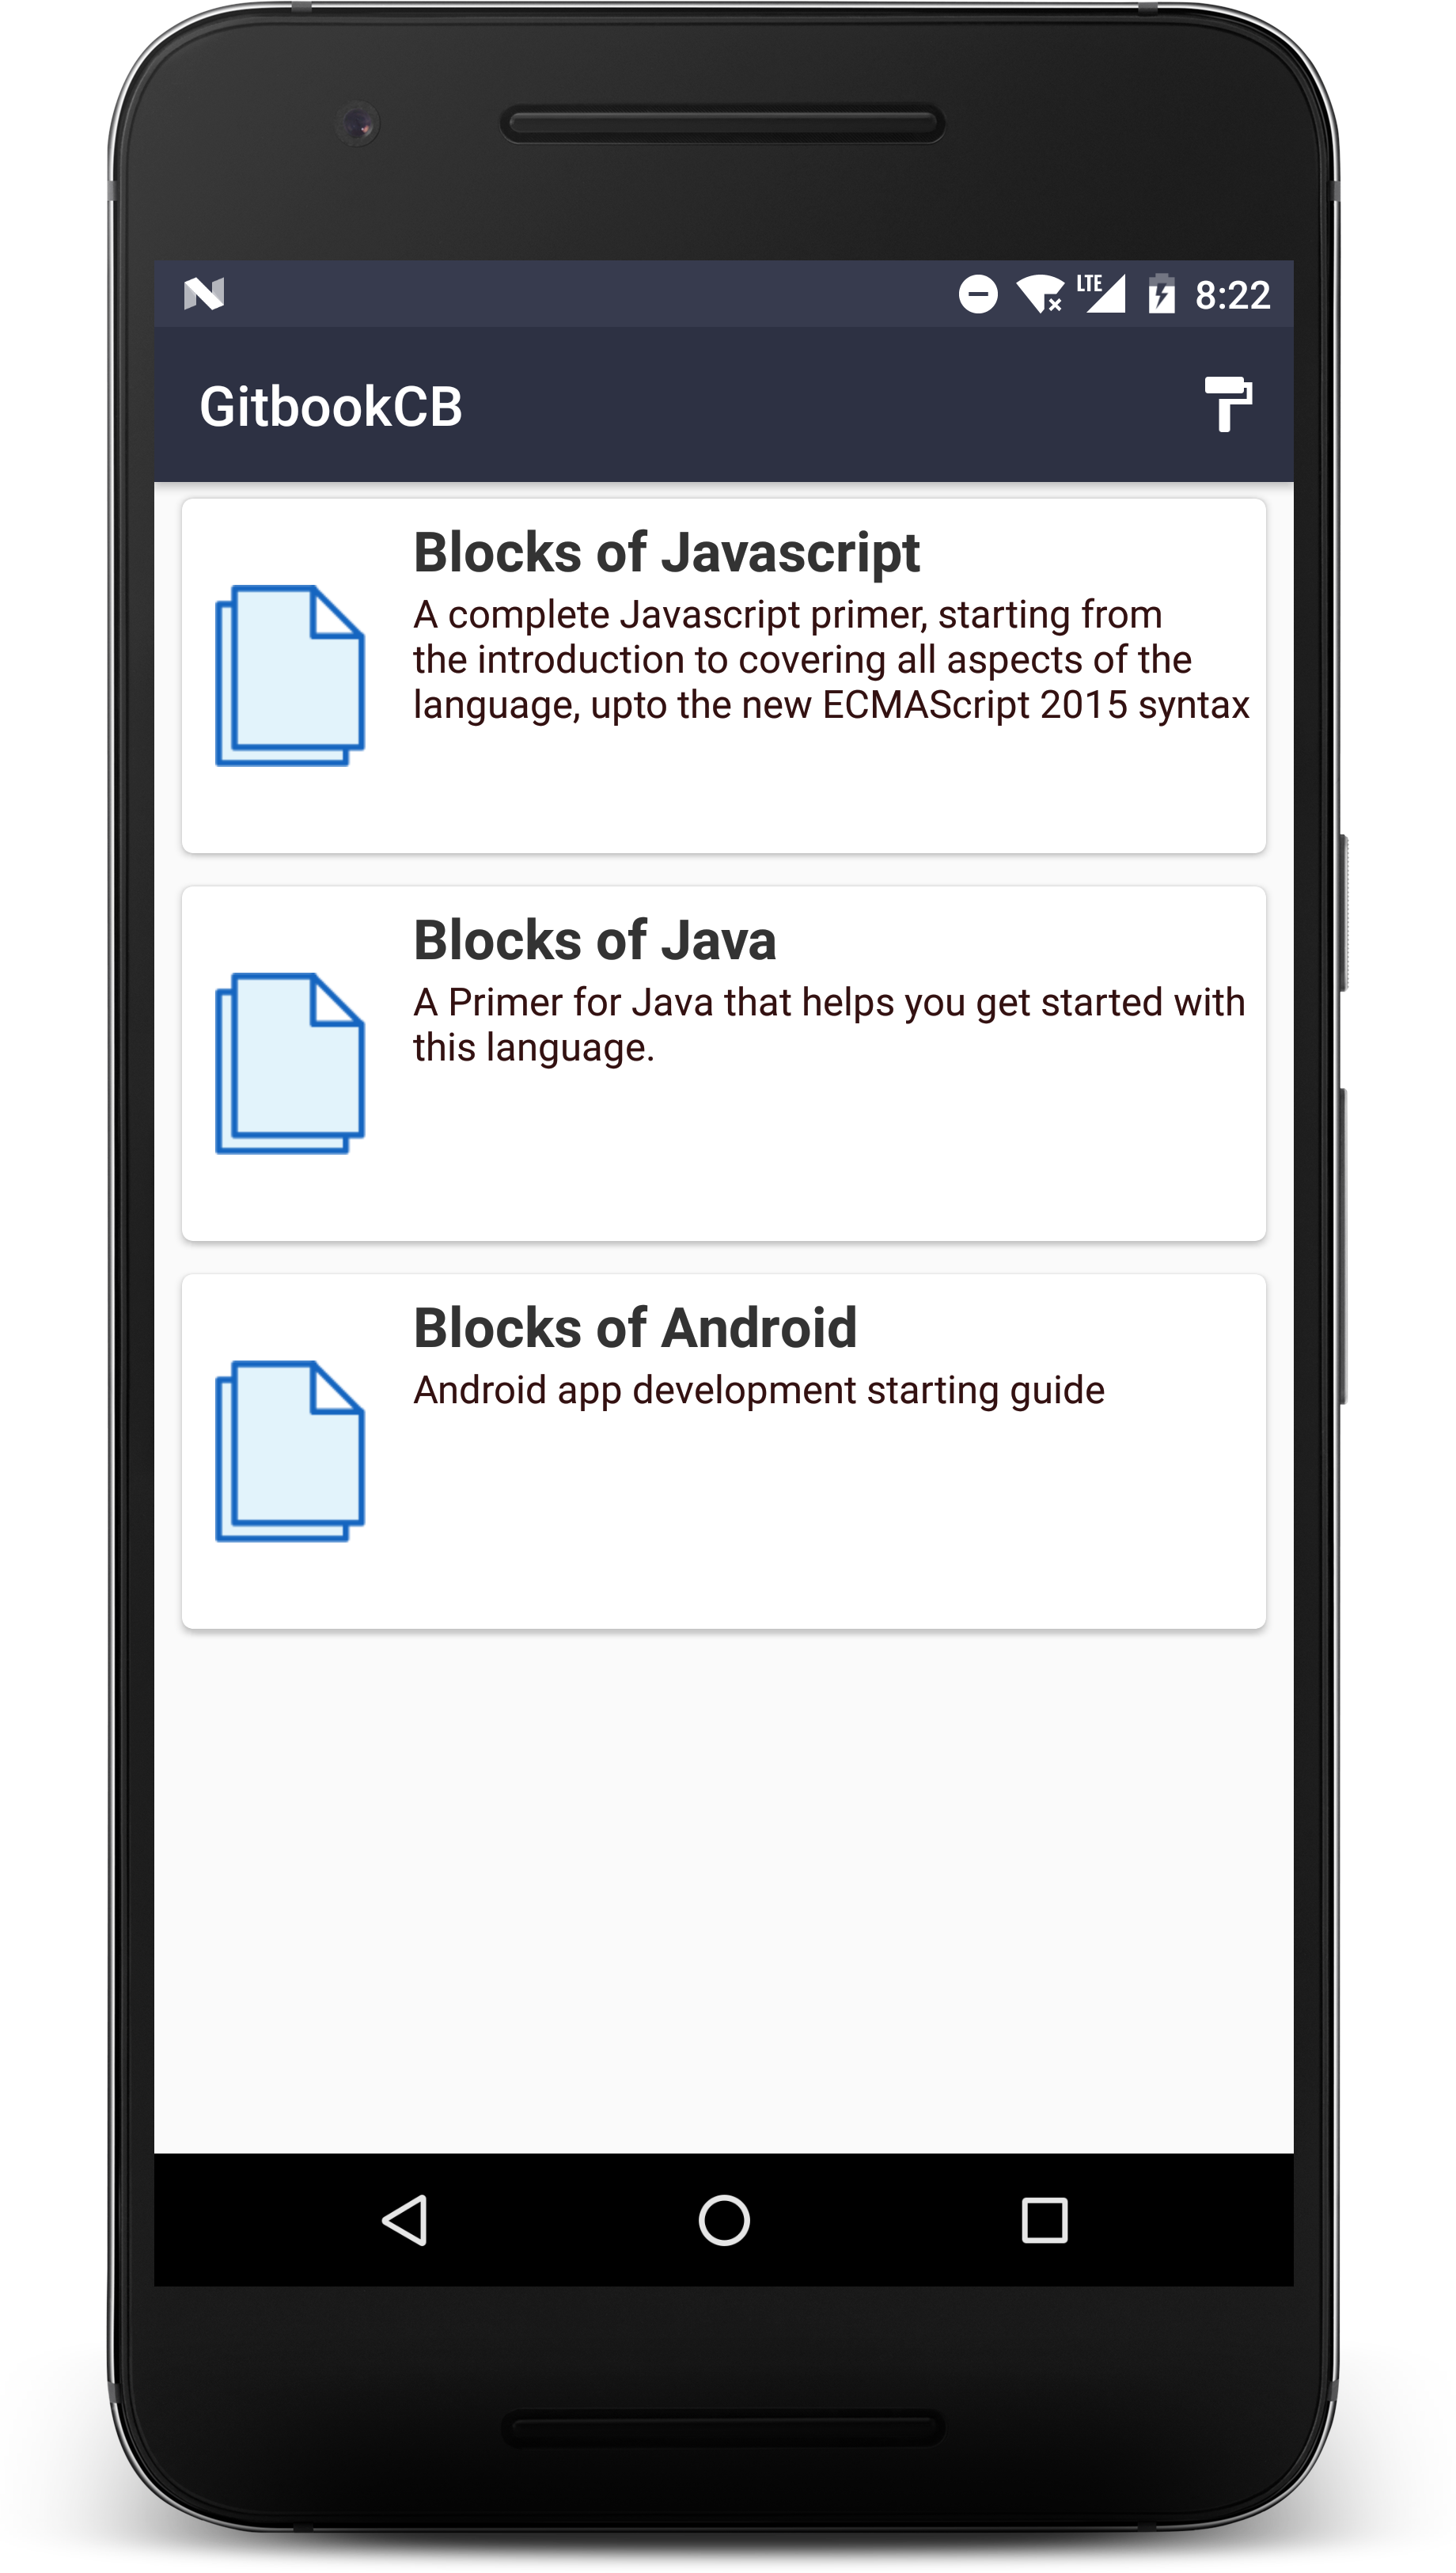 LTE 8:22
GitbookCB
Blocks of Javascript
A complete Javascript primer, starting from
the introduction to covering all aspects of the
language, upto the new ECMAScript 2015 syntax
Blocks of Java
A Primer for Java that helps you get started with
this language.
Blocks of Android
Android app development starting guide